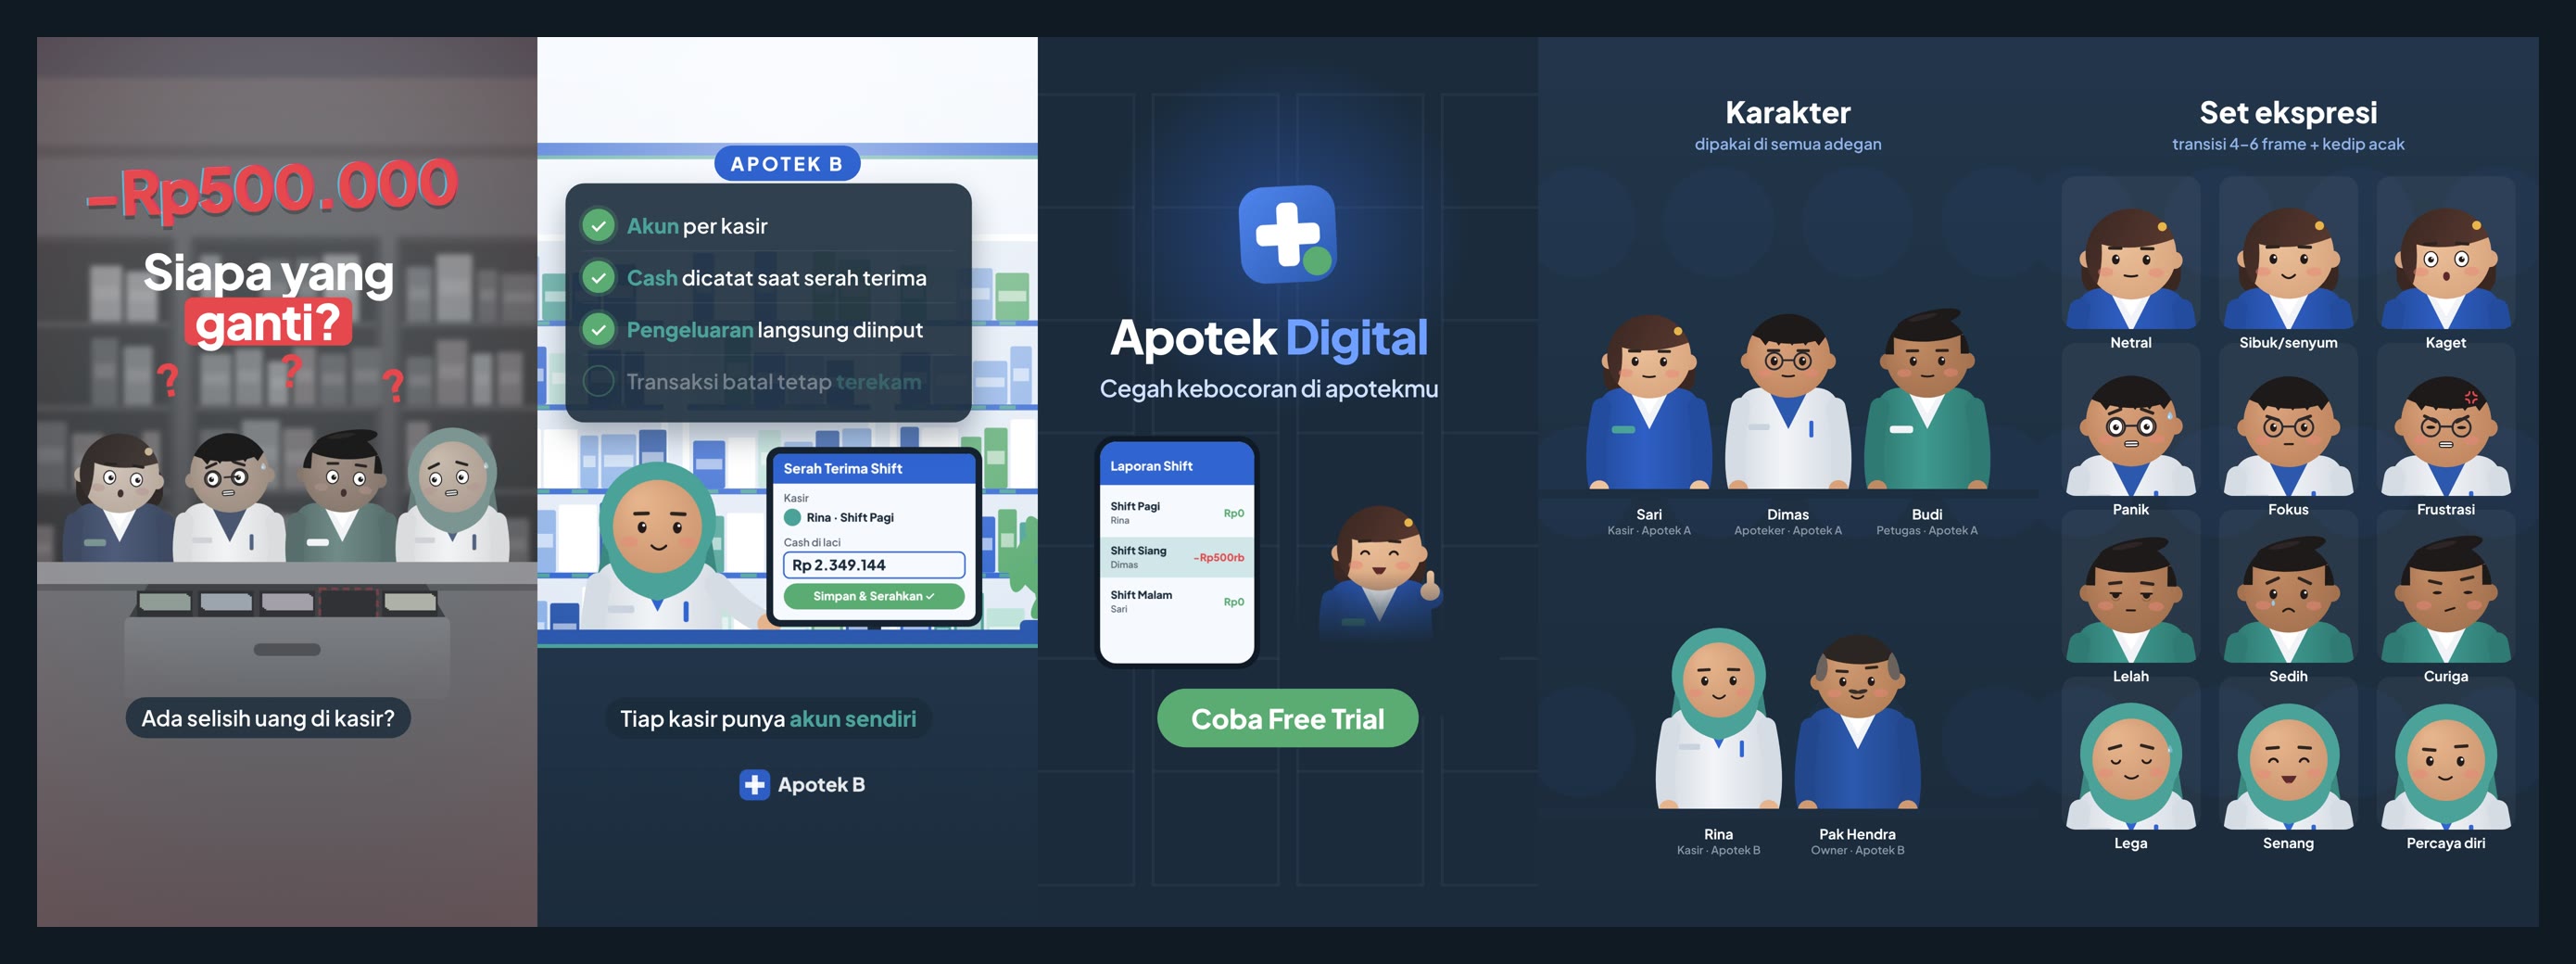 -Rp500.000
Siapa yang
ganti?
?
?
?
Ada selisih uang di kasir?
APOTEK B
Akun per kasir
Cash dicatat saat serah terima
Pengeluaran langsung diinput
Transaksi batal tetap terekam
Serah Terima Shift
Kasir
Rina · Shift Pagi
Cash di laci
Rp 2.349.144
Simpan & Serahkan ✓
Tiap kasir punya akun sendiri
Apotek B
Apotek Digital
Cegah kebocoran di apotekmu
Laporan Shift
Shift Pagi
Rina
Rp0
Shift Siang
Dimas
-Rp500rb
Shift Malam
Sari
Rp0
Coba Free Trial
Karakter
dipakai di semua adegan
Sari
Kasir · Apotek A
Dimas
Apoteker · Apotek A
Budi
Petugas · Apotek A
Rina
Kasir · Apotek B
Pak Hendra
Owner · Apotek B
Set ekspresi
transisi 4–6 frame + kedip acak
Netral
Sibuk/senyum
Kaget
Panik
Fokus
Frustrasi
Lelah
Sedih
Curiga
Lega
Senang
Percaya diri